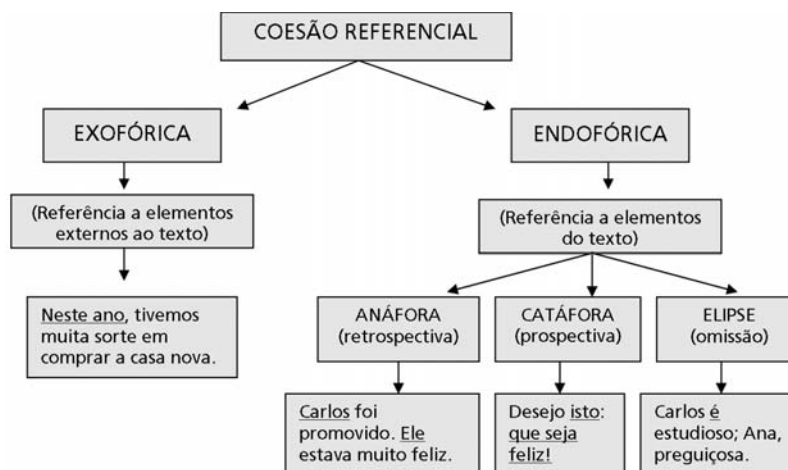 COESÃO REFERENCIAL
EXOFÓRICA
ENDOFÓRICA
(Referência a elementos
externos ao texto)
(Referência a elementos
do texto)
Neste ano, tivemos
muita sorte em
comprar a casa nova.
ANÁFORA
(retrospectiva)
CATÁFORA
(prospectiva)
ELIPSE
(omissão)
Carlos foi
promovido. Ele
estava muito feliz.
Desejo isto:
que seja
feliz!
Carlos é
estudioso; Ana,
preguiçosa.